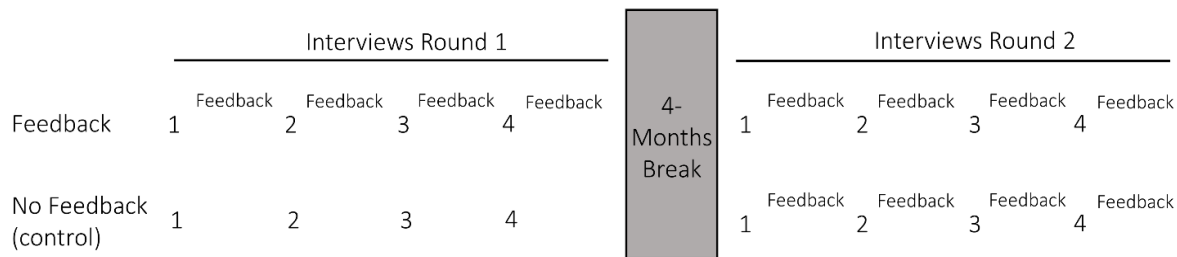 Interviews Round 1
Interviews Round 2
Feedback Feedback Feedback Feedback
Feedback 1 2 3 4
4-
Months
Break
Feedback Feedback Feedback Feedback
1 2 3 4
No Feedback
(control)
1 2 3 4
Feedback Feedback Feedback Feedback
1 2 3 4